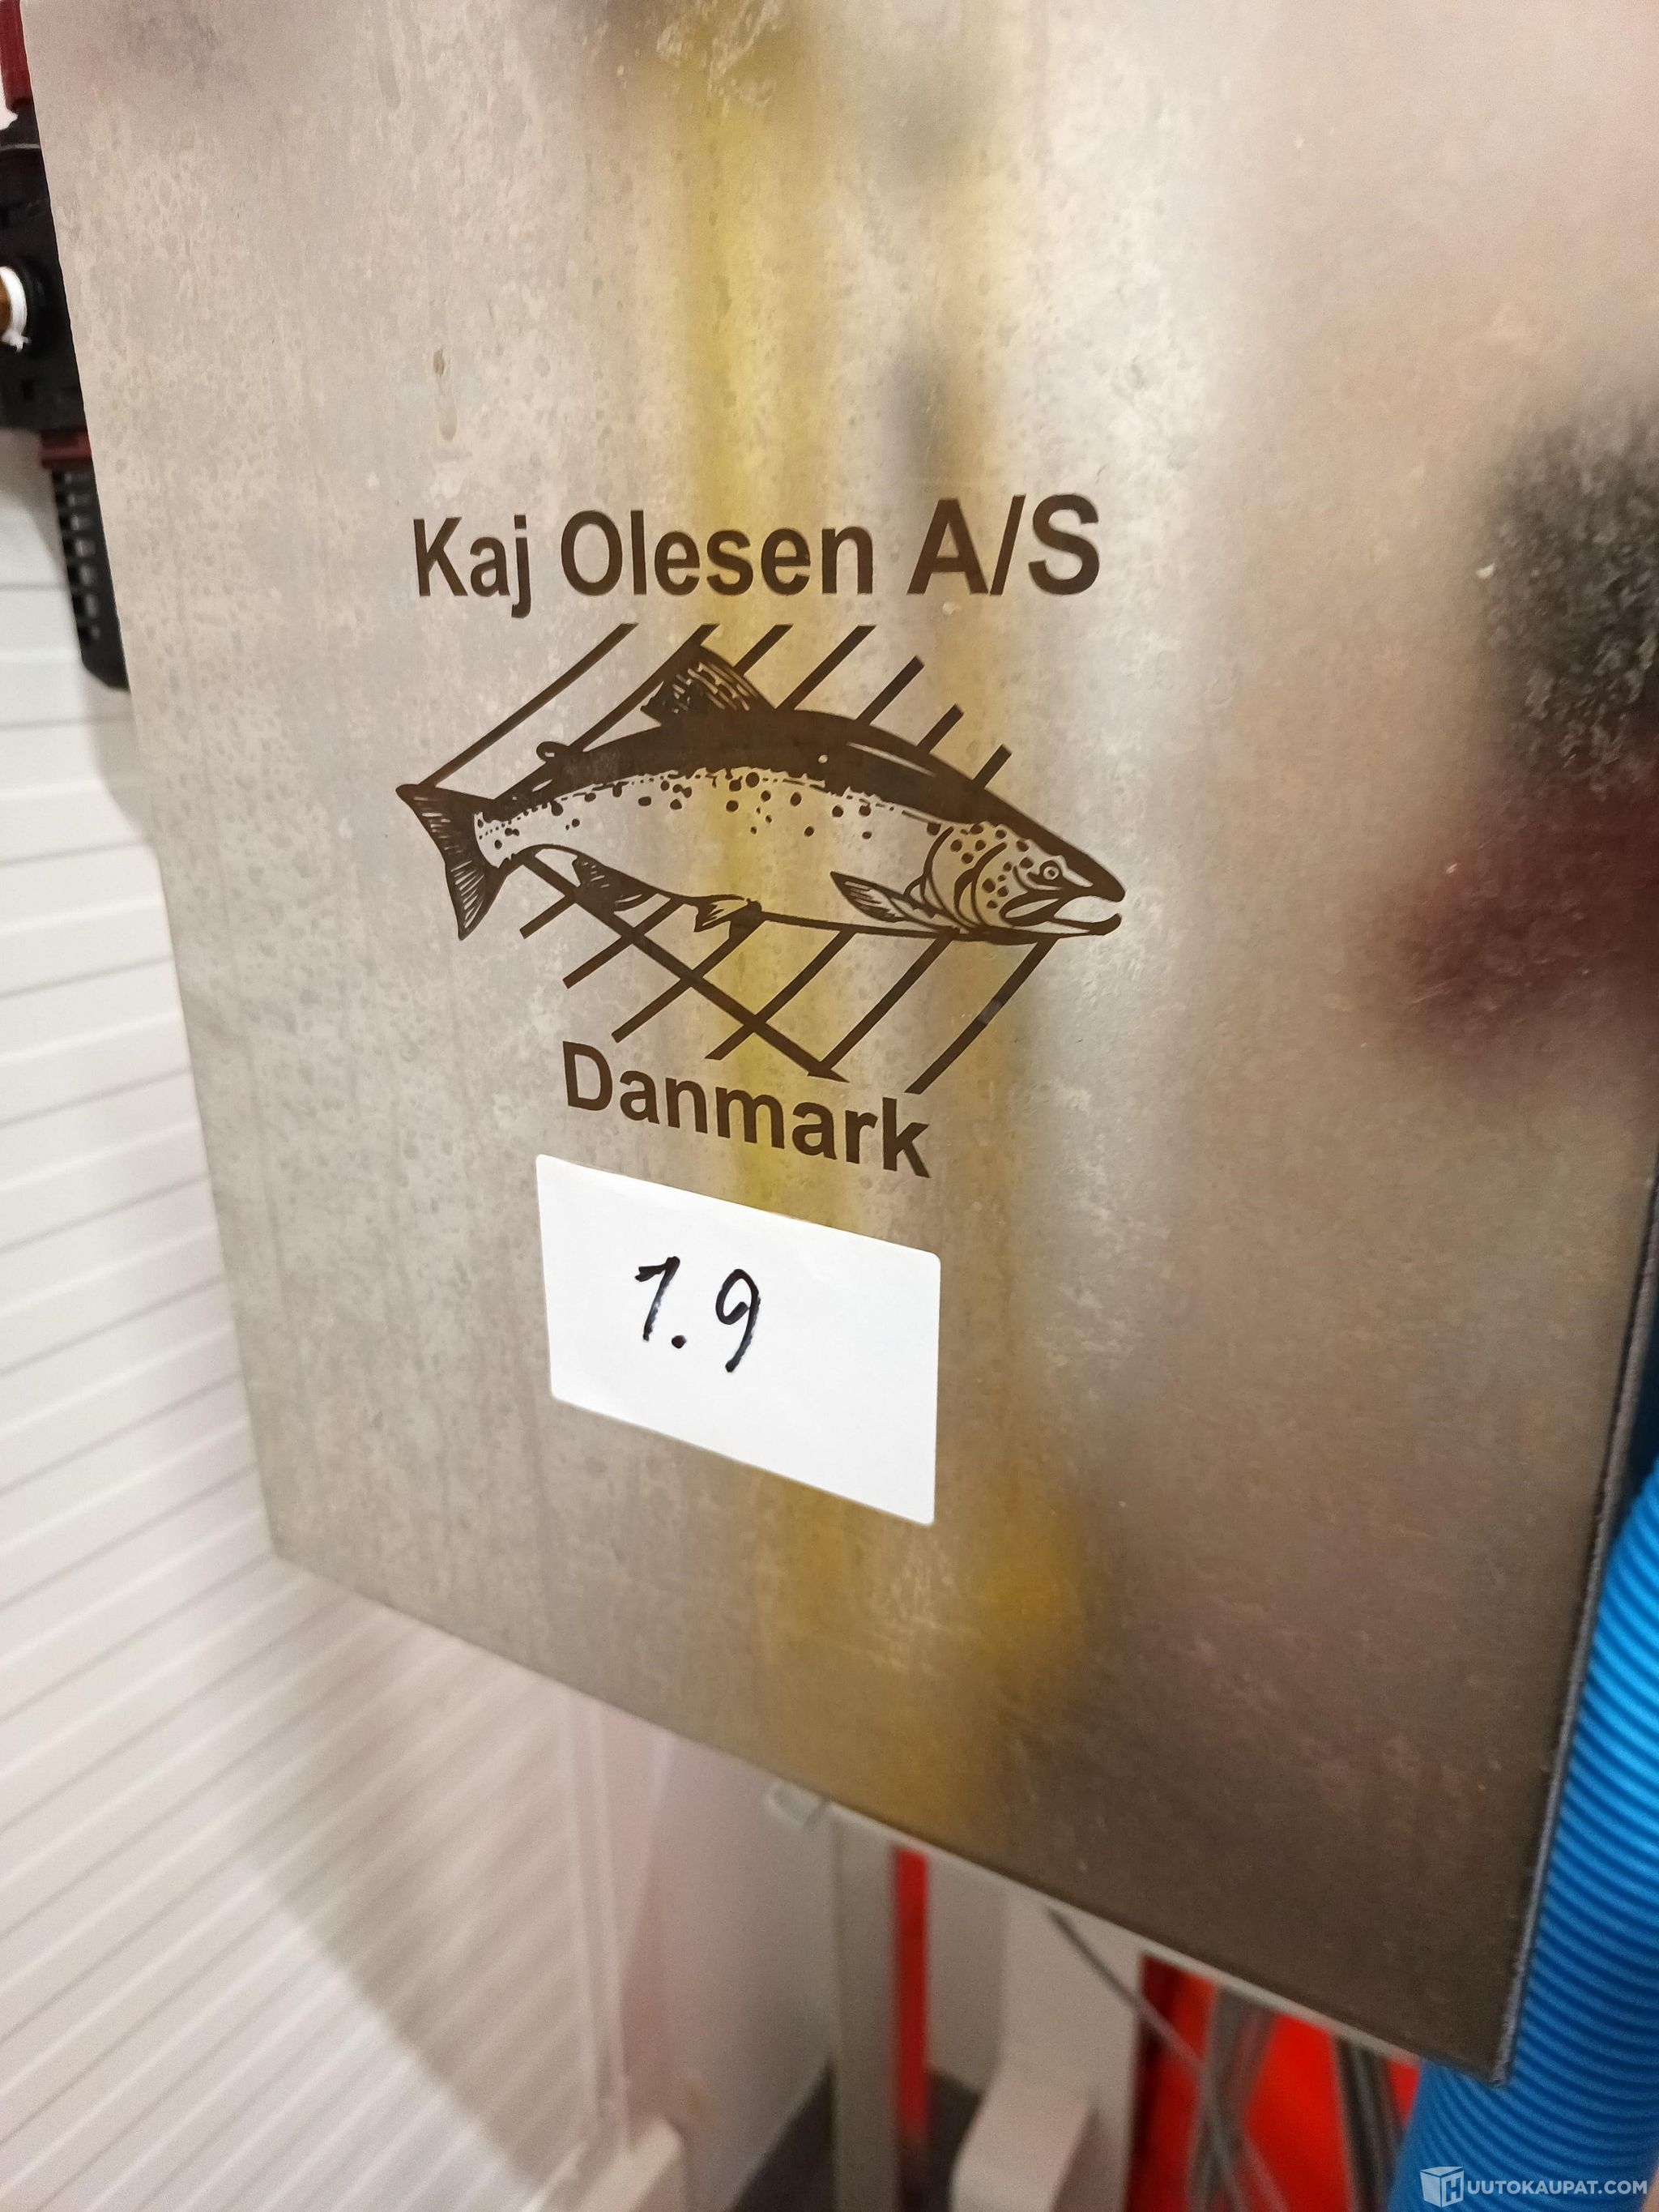 Kaj Olesen A/S
Danmark
1.9
HUUTOKAUPAT.COM